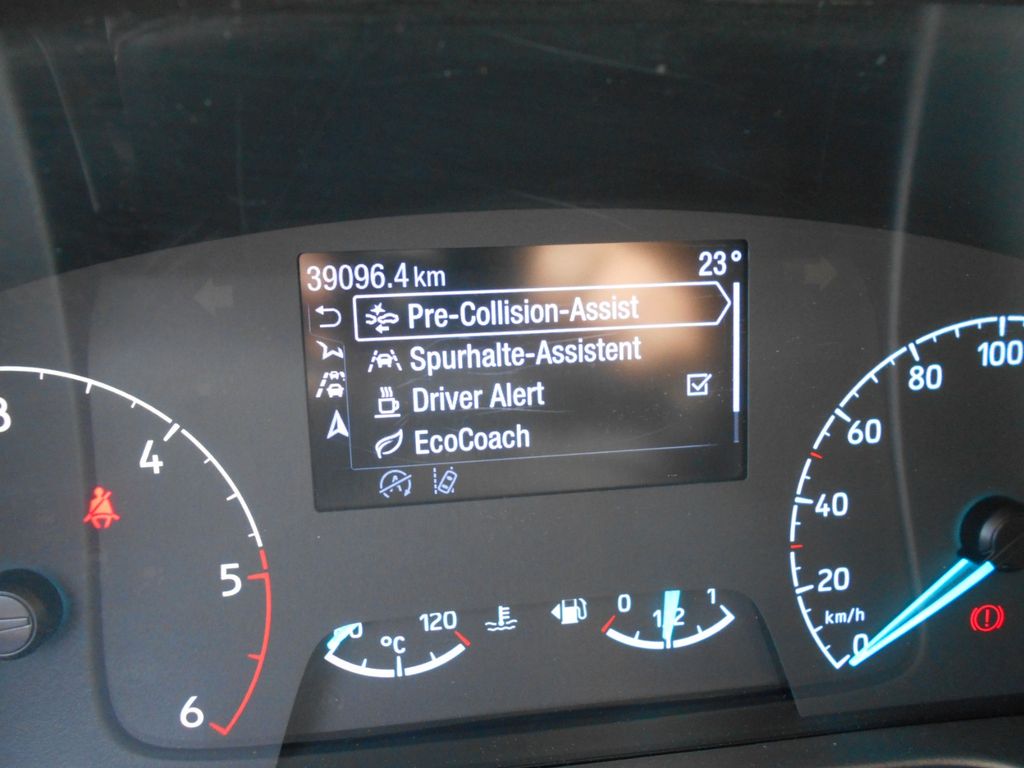 39096.4 km 23°
Pre-Collision-Assist
Spurhalte-Assistent
Driver Alert
EcoCoach
A
3
4
5
6
°C
120
0
1/2
1
0
20
40
60
80
100
km/h